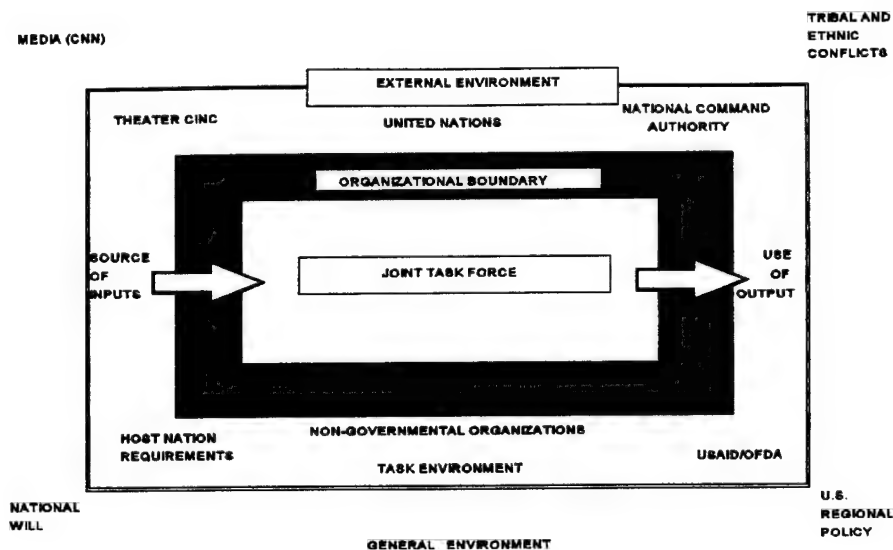 MEDIA (CNN)
TRIBAL AND
ETHNIC
CONFLICTS
EXTERNAL ENVIRONMENT
THEATER CINC
UNITED NATIONS
NATIONAL COMMAND
AUTHORITY
ORGANIZATIONAL BOUNDARY
SOURCE
OF
INPUTS
JOINT TASK FORCE
USE
OF
OUTPUT
HOST NATION
REQUIREMENTS
NON-GOVERNMENTAL ORGANIZATIONS
USAID/OFDA
TASK ENVIRONMENT
NATIONAL
WILL
U.S.
REGIONAL
POLICY
GENERAL ENVIRONMENT